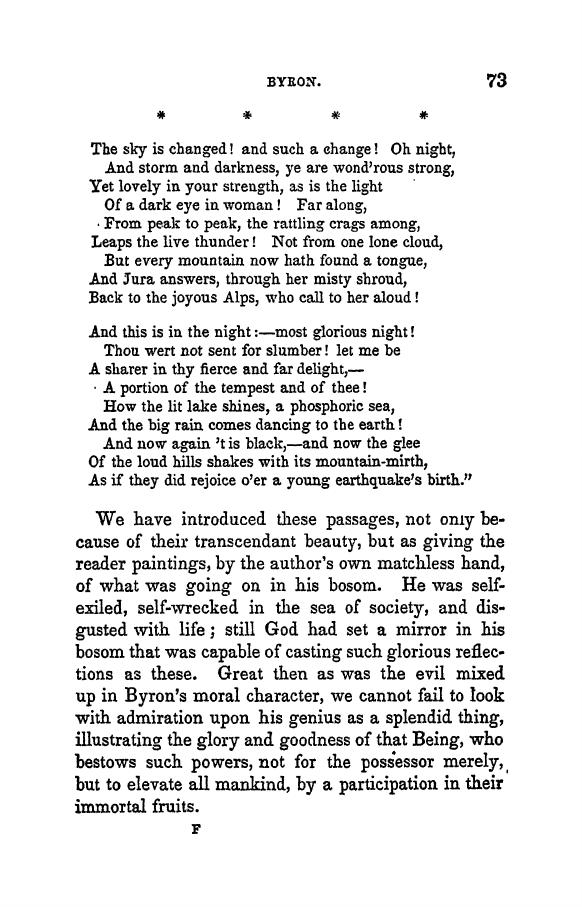 BYRON. 73
* * * *
The sky is changed! and such a change! Oh night,
And storm and darkness, ye are wond'rous strong,
Yet lovely in your strength, as is the light
Of a dark eye in woman! Far along,
From peak to peak, the rattling crags among,
Leaps the live thunder! Not from one lone cloud,
But every mountain now hath found a tongue,
And Jura answers, through her misty shroud,
Back to the joyous Alps, who call to her aloud!
And this is in the night:—most glorious night!
Thou wert not sent for slumber! let me be
A sharer in thy fierce and far delight,—
A portion of the tempest and of thee!
How the lit lake shines, a phosphoric sea,
And the big rain comes dancing to the earth!
And now again 't is black,—and now the glee
Of the loud hills shakes with its mountain-mirth,
As if they did rejoice o'er a young earthquake's birth."
We have introduced these passages, not only be-
cause of their transcendant beauty, but as giving the
reader paintings, by the author's own matchless hand,
of what was going on in his bosom. He was self-
exiled, self-wrecked in the sea of society, and dis-
gusted with life; still God had set a mirror in his
bosom that was capable of casting such glorious reflec-
tions as these. Great then as was the evil mixed
up in Byron's moral character, we cannot fail to look
with admiration upon his genius as a splendid thing,
illustrating the glory and goodness of that Being, who
bestows such powers, not for the possessor merely,
but to elevate all mankind, by a participation in their
immortal fruits.
F